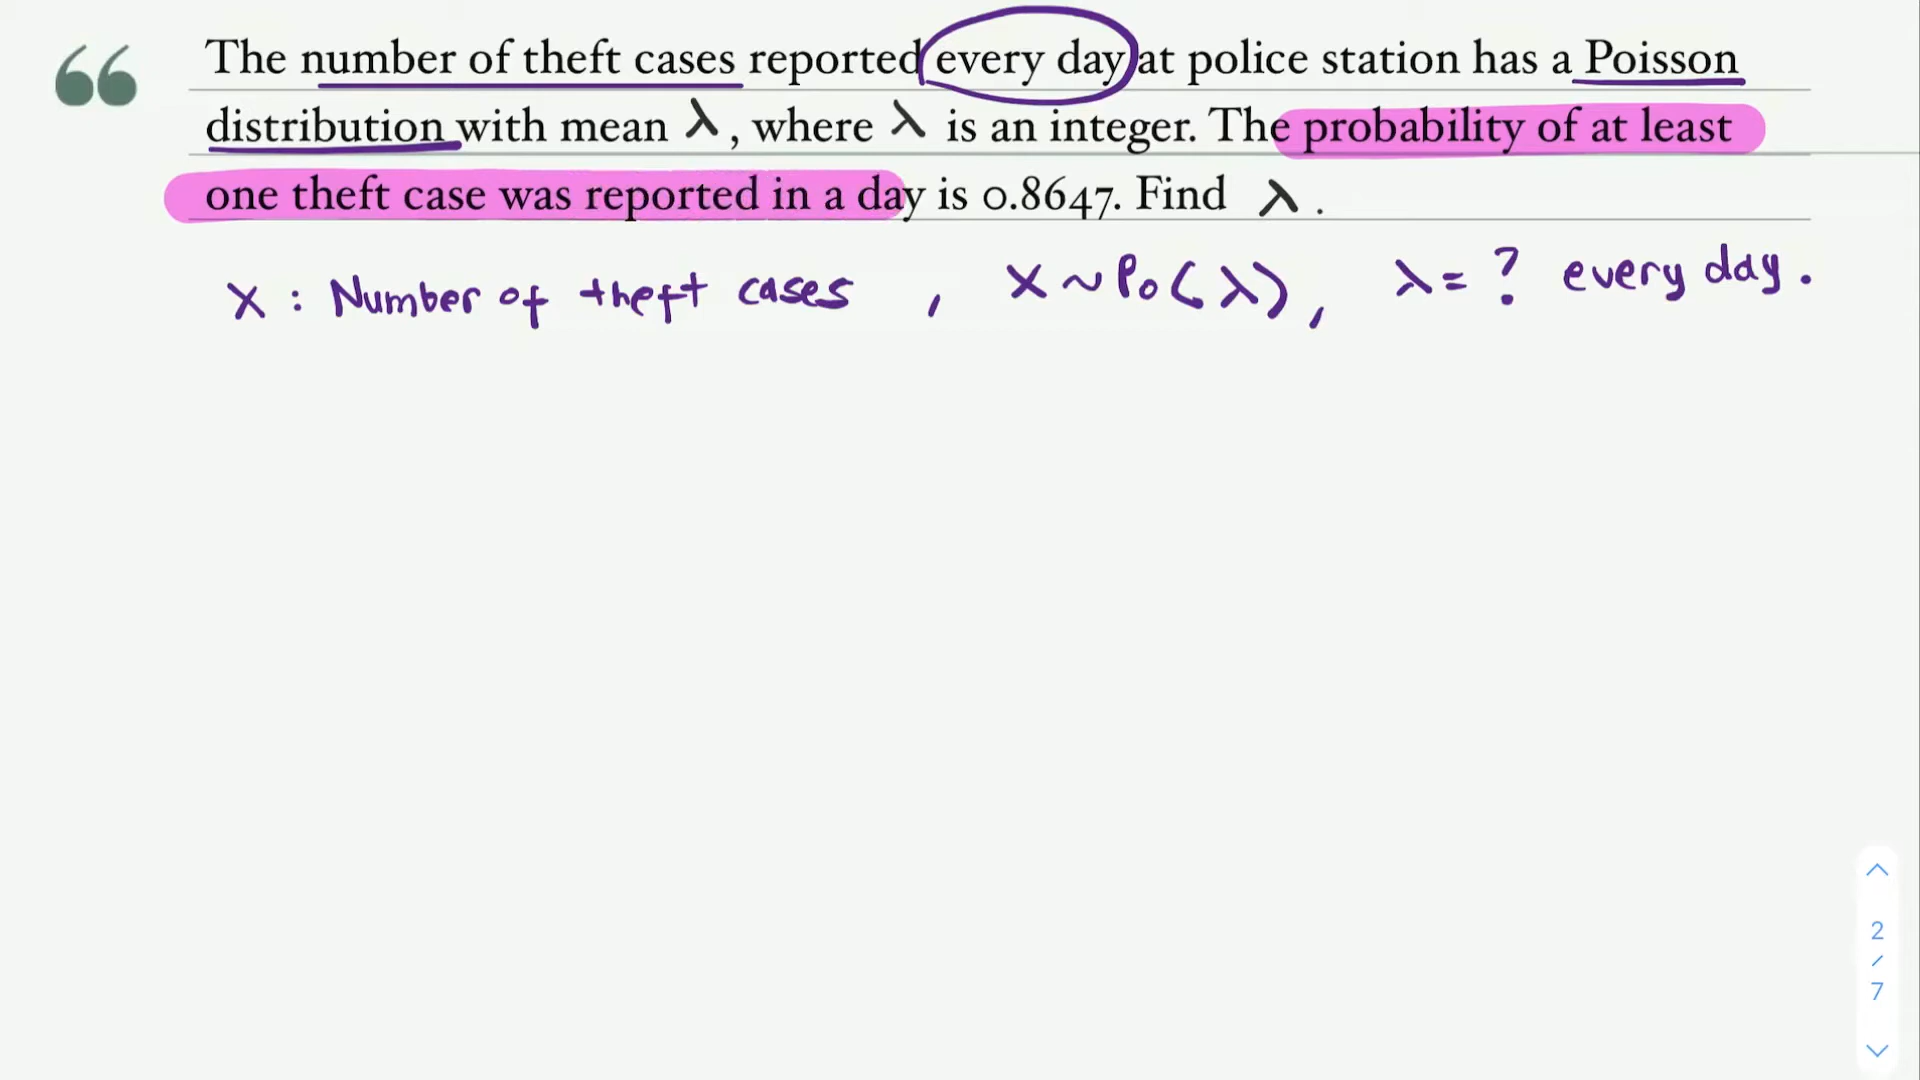 “
The number of theft cases reported every day at police station has a Poisson
distribution with mean λ, where λ is an integer. The probability of at least
one theft case was reported in a day is 0.8647. Find λ.
X : Number of theft cases , X ~ Po(λ), λ = ? every day.
2
/
7